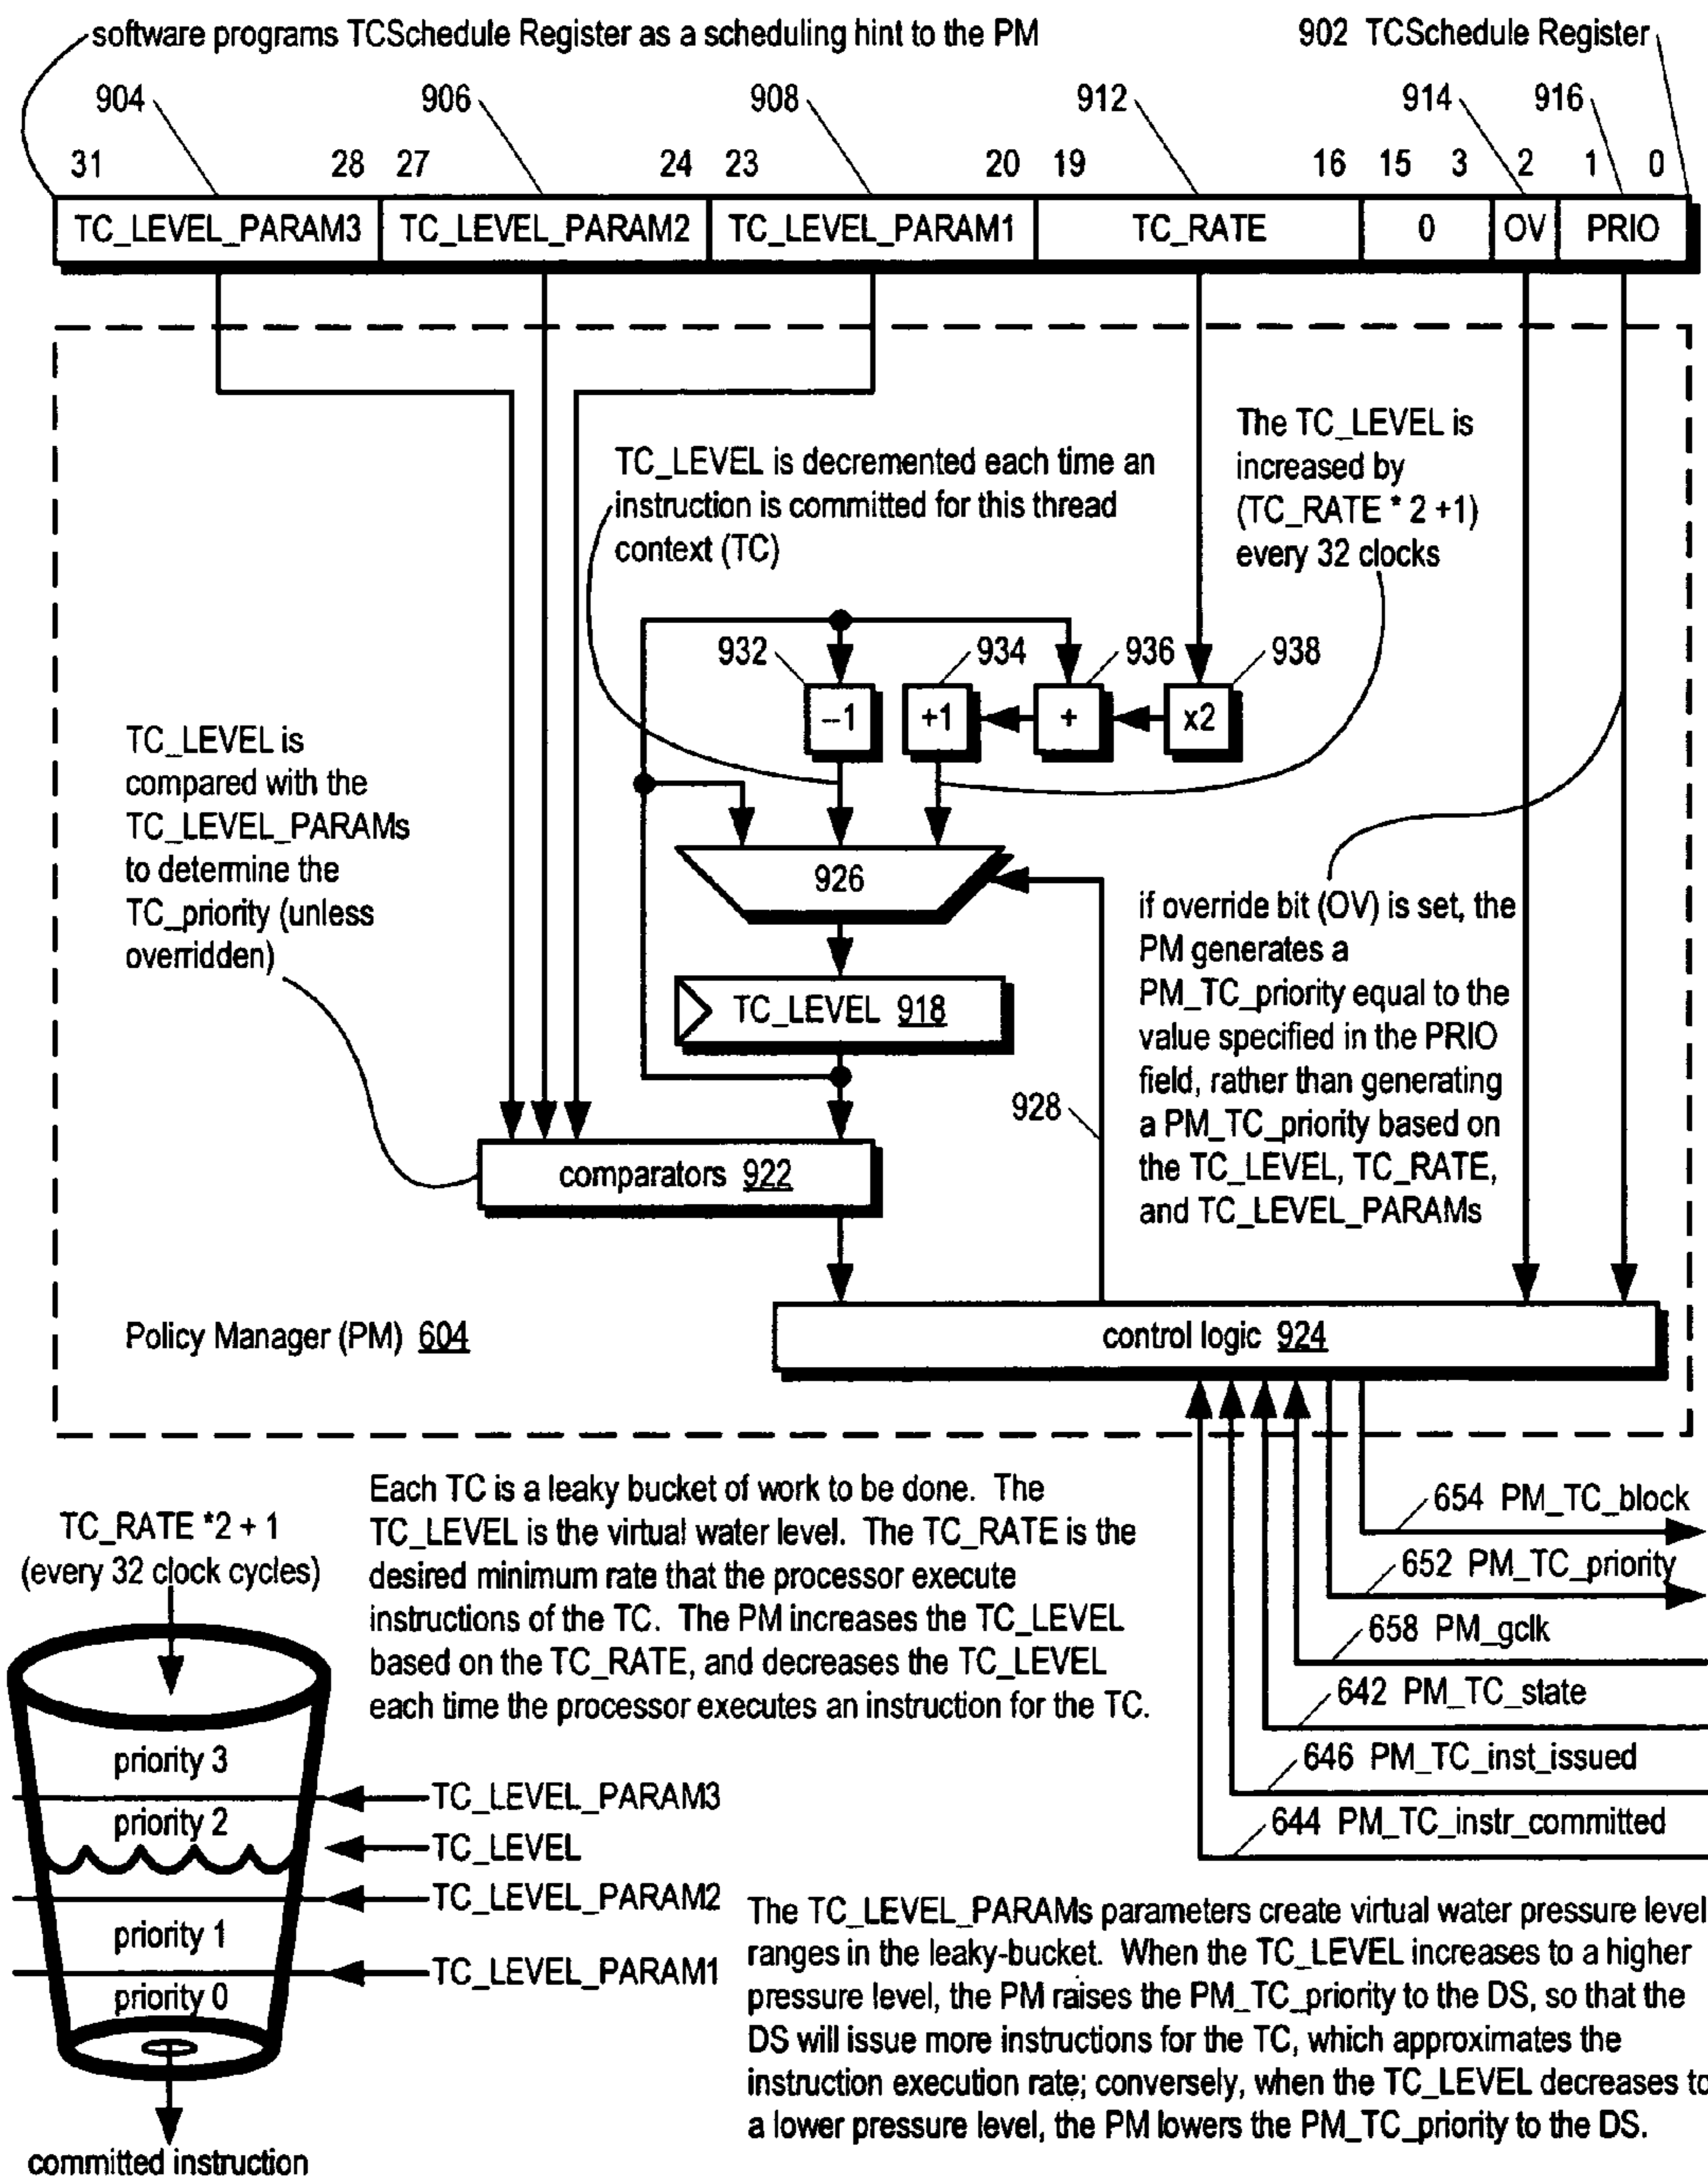 software programs TCSchedule Register as a scheduling hint to the PM
902 TCSchedule Register
904
906
908
912
914
916
31
28
27
24
23
20
19
16
15
3
2
1
0
TC_LEVEL_PARAM3
TC_LEVEL_PARAM2
TC_LEVEL_PARAM1
TC_RATE
0
OV
PRIO
The TC_LEVEL is
increased by
(TC_RATE * 2 +1)
every 32 clocks
TC_LEVEL is decremented each time an
instruction is committed for this thread
context (TC)
932
934
936
938
–1
+1
+
x2
TC_LEVEL is
compared with the
TC_LEVEL_PARAMs
to determine the
TC_priority (unless
overridden)
926
TC_LEVEL 918
928
if override bit (OV) is set, the
PM generates a
PM_TC_priority equal to the
value specified in the PRIO
field, rather than generating
a PM_TC_priority based on
the TC_LEVEL, TC_RATE,
and TC_LEVEL_PARAMs
comparators 922
Policy Manager (PM) 604
control logic 924
654 PM_TC_block
652 PM_TC_priority
658 PM_gclk
642 PM_TC_state
646 PM_TC_inst_issued
644 PM_TC_instr_committed
Each TC is a leaky bucket of work to be done. The
TC_LEVEL is the virtual water level. The TC_RATE is the
desired minimum rate that the processor execute
instructions of the TC. The PM increases the TC_LEVEL
based on the TC_RATE, and decreases the TC_LEVEL
each time the processor executes an instruction for the TC.
TC_RATE *2 + 1
(every 32 clock cycles)
priority 3
TC_LEVEL_PARAM3
priority 2
TC_LEVEL
TC_LEVEL_PARAM2
priority 1
TC_LEVEL_PARAM1
priority 0
committed instruction
The TC_LEVEL_PARAMs parameters create virtual water pressure level
ranges in the leaky-bucket. When the TC_LEVEL increases to a higher
pressure level, the PM raises the PM_TC_priority to the DS, so that the
DS will issue more instructions for the TC, which approximates the
instruction execution rate; conversely, when the TC_LEVEL decreases to
a lower pressure level, the PM lowers the PM_TC_priority to the DS.